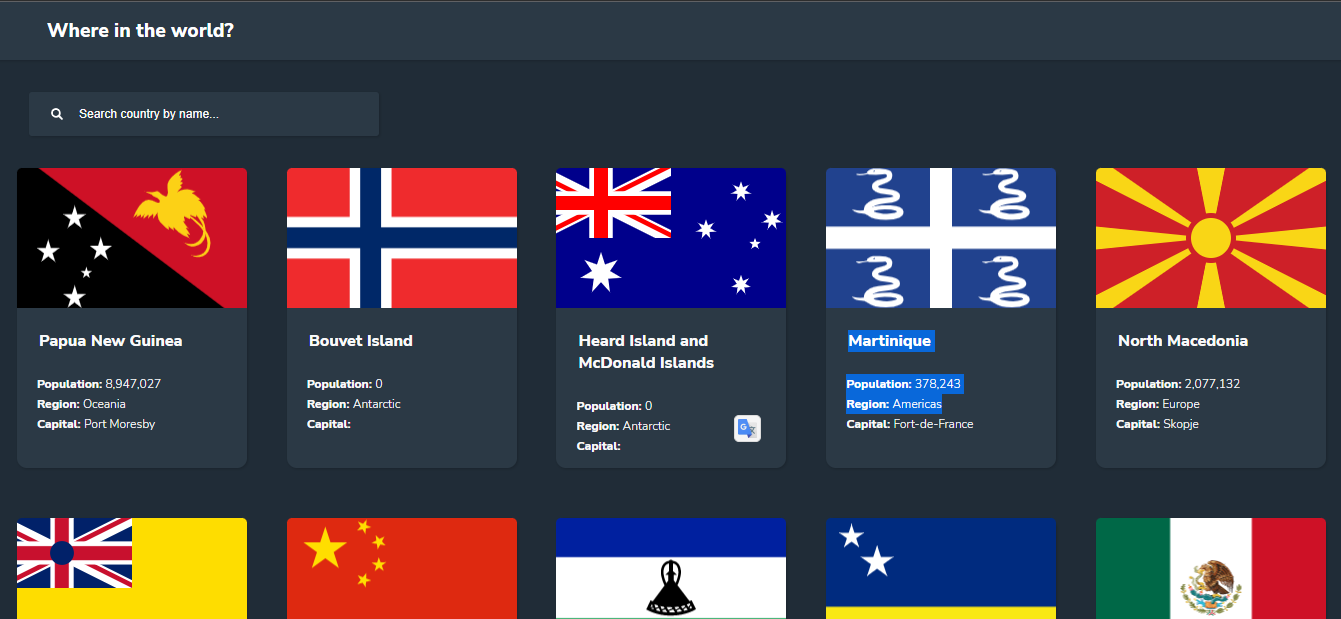 Where in the world?
Search country by name...
Papua New Guinea
Population: 8,947,027
Region: Oceania
Capital: Port Moresby
Bouvet Island
Population: 0
Region: Antarctic
Capital:
Heard Island and
McDonald Islands
Population: 0
Region: Antarctic
Capital:
G
Martinique
Population: 378,243
Region: Americas
Capital: Fort-de-France
North Macedonia
Population: 2,077,132
Region: Europe
Capital: Skopje